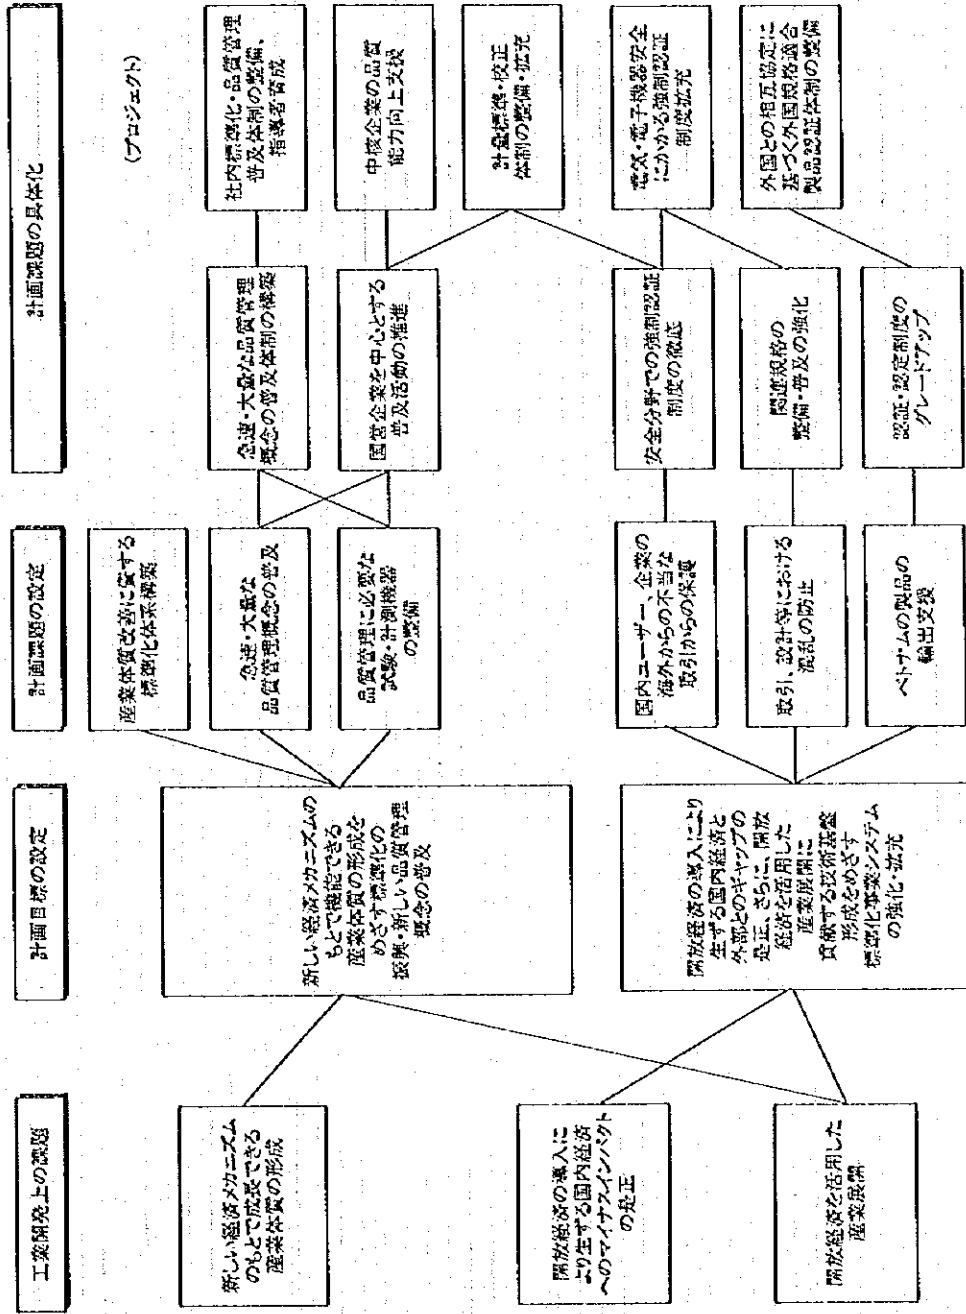 工業開発上の課題
計画目標の設定
計画課題の設定
計画課題の具体化
(プロジェクト)
新しい経済メカニズム
のもとで成長できる
産業体質の形成
開放経済の導入に
より生ずる国内経済
へのマイナスインパクト
の是正
開放経済を活用した
産業展開
新しい経済メカニズムの
もとで機能できる
産業体質の形成を
めざす標準化の
振興・新しい品質管理
概念の普及
開放経済の導入により
生ずる国内経済と
外部とのギャップの
是正、さらに、開放
経済を活用した
産業展開に
貢献する技術基盤
形成をめざす
標準化事業システム
の強化・拡充
産業体質改善に資する
標準化体系構築
急速・大量な
品質管理概念の普及
品質管理に必要な
試験・計測機器
の整備
国内ユーザー、企業の
海外からの不当な
取引からの保護
取引、設計等における
混乱の防止
ベトナムの製品の
輸出支援
急速・大量な品質管理
概念の普及体制の構築
国営企業を中心とする
普及活動の推進
安全分野での強制認証
制度の徹底
関連規格の
整備・普及の強化
認証・認定制度の
グレードアップ
社内標準化・品質管理
普及体制の整備、
指導者育成
中核企業の品質
能力向上支援
計量標準・校正
体制の整備・拡充
電気・電子機器安全
にかかる強制認証
制度拡充
外国との相互協定に
基づく外国規格適合
製品認証体制の整備